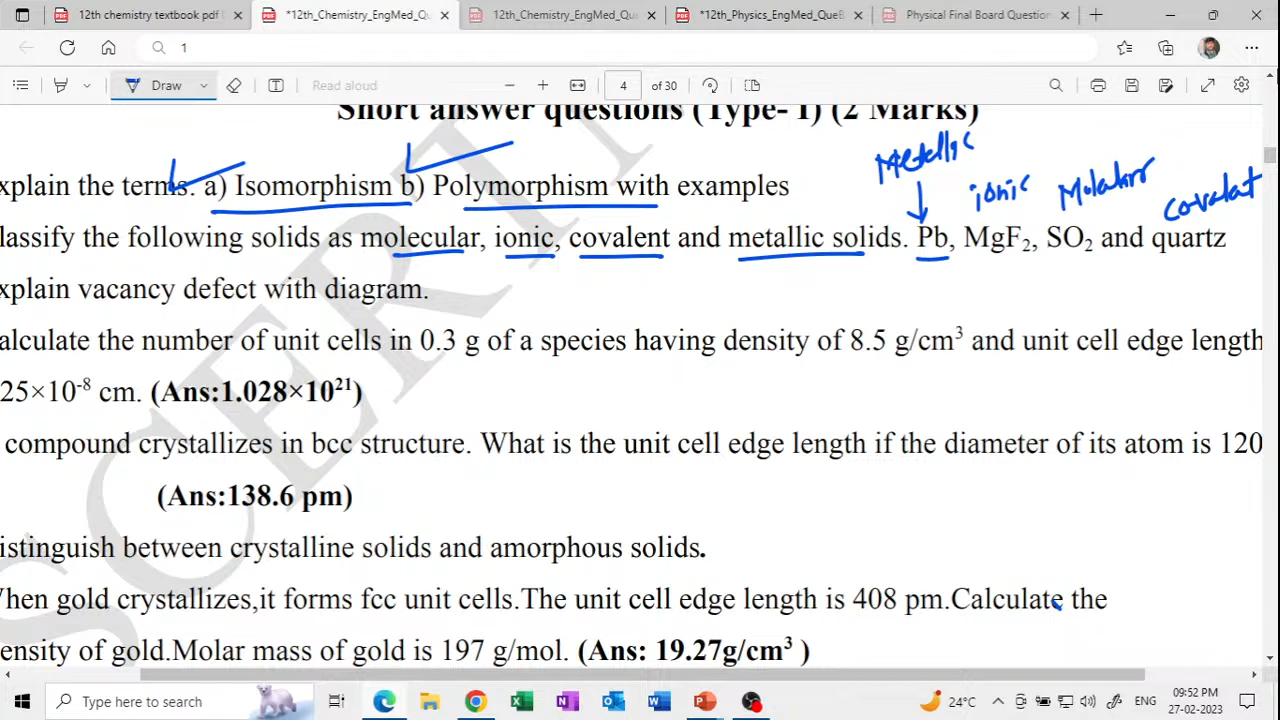 12th chemistry textbook pdf
*12th_Chemistry_EngMed_Qu
12th_Chemistry_EngMed_Que
*12th_Physics_EngMed_QueB
Physical Final Board Question
1
Draw
Read aloud
4 of 30
Short answer questions (Type- I) (2 Marks)
Metallic
ionic
covalent
xplain the terms. a) Isomorphism b) Polymorphism with examples
lassify the following solids as molecular, ionic, covalent and metallic solids. Pb, MgF2, SO2 and quartz
xplain vacancy defect with diagram.
alculate the number of unit cells in 0.3 g of a species having density of 8.5 g/cm3 and unit cell edge length
25×10-8 cm. (Ans:1.028×1021)
compound crystallizes in bcc structure. What is the unit cell edge length if the diameter of its atom is 120
(Ans:138.6 pm)
istinguish between crystalline solids and amorphous solids.
hen gold crystallizes,it forms fcc unit cells.The unit cell edge length is 408 pm.Calculate the
ensity of gold.Molar mass of gold is 197 g/mol. (Ans: 19.27g/cm3 )
SCERT
Type here to search
24°C
ENG
09:52 PM
27-02-2023